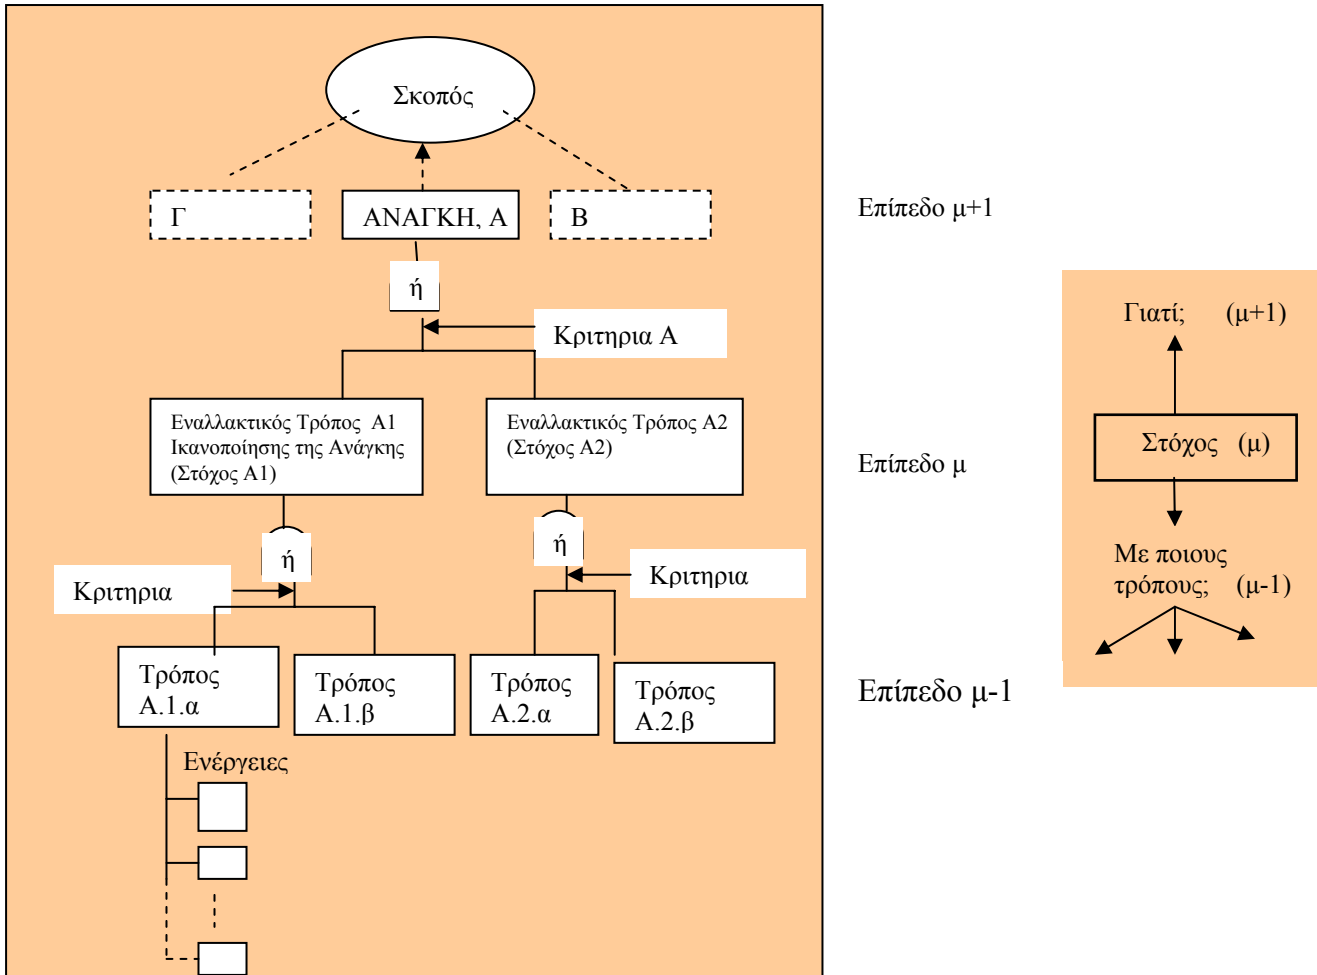 Σκοπός
Γ
ΑΝΑΓΚΗ, Α
Β
Επίπεδο μ+1
ή
Κριτηρια Α
Γιατί; (μ+1)
Εναλλακτικός Τρόπος Α1
Ικανοποίησης της Ανάγκης
(Στόχος Α1)
Εναλλακτικός Τρόπος Α2
(Στόχος Α2)
Επίπεδο μ
Στόχος (μ)
ή
ή
Κριτηρια
Κριτηρια
Με ποιους
τρόπους; (μ-1)
Τρόπος
Α.1.α
Τρόπος
Α.1.β
Τρόπος
Α.2.α
Τρόπος
Α.2.β
Επίπεδο μ-1
Ενέργειες